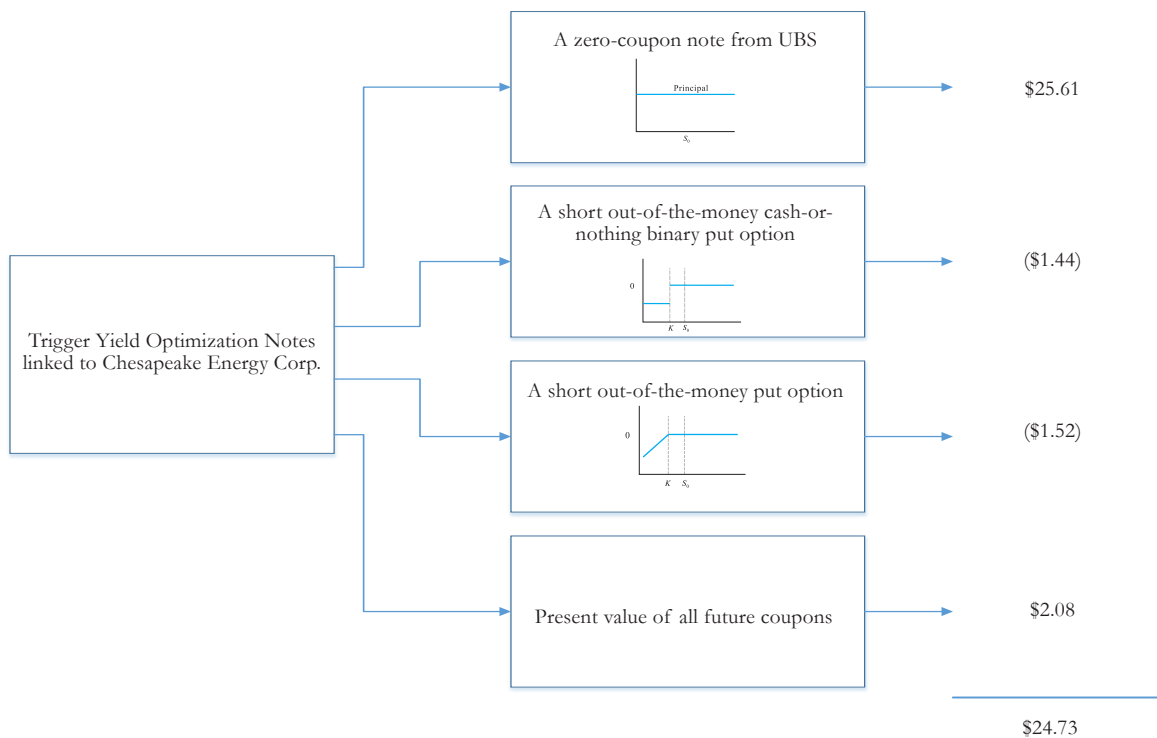 A zero-coupon note from UBS
Principal
S0
$25.61
A short out-of-the-money cash-or-
nothing binary put option
0
K
S0
($1.44)
Trigger Yield Optimization Notes
linked to Chesapeake Energy Corp.
A short out-of-the-money put option
0
K
S0
($1.52)
Present value of all future coupons
$2.08
$24.73